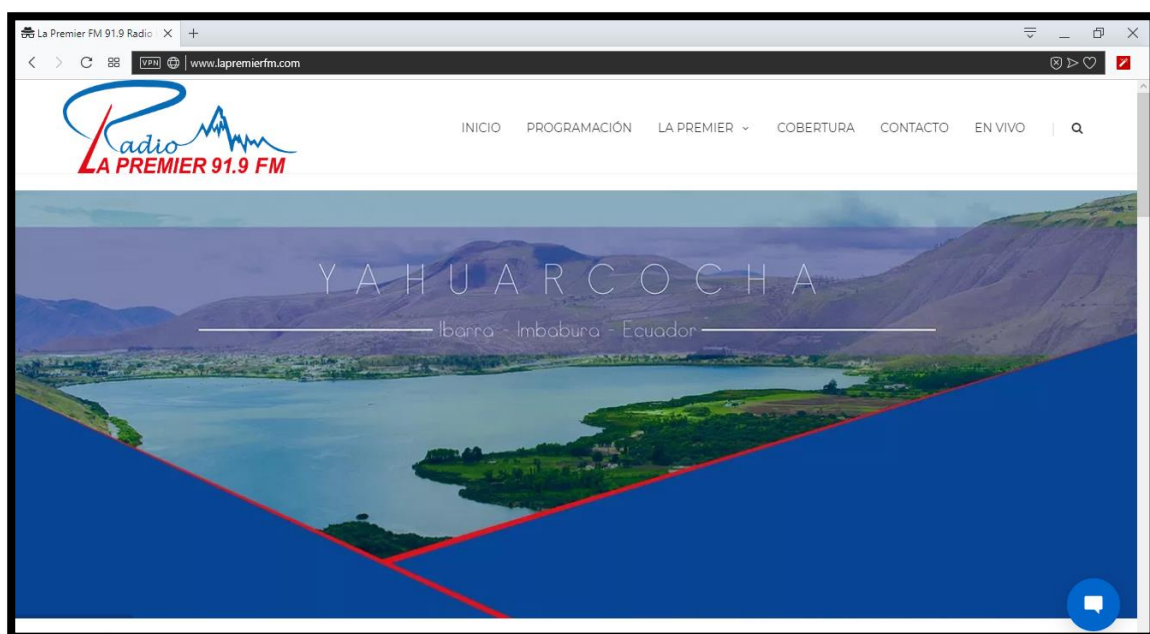 La Premier FM 91.9 Radio
VPN www.lapremierfm.com
Radio
LA PREMIER 91.9 FM
INICIO PROGRAMACIÓN LA PREMIER COBERTURA CONTACTO EN VIVO
YAHUARCOCHA
Ibarra - Imbabura - Ecuador